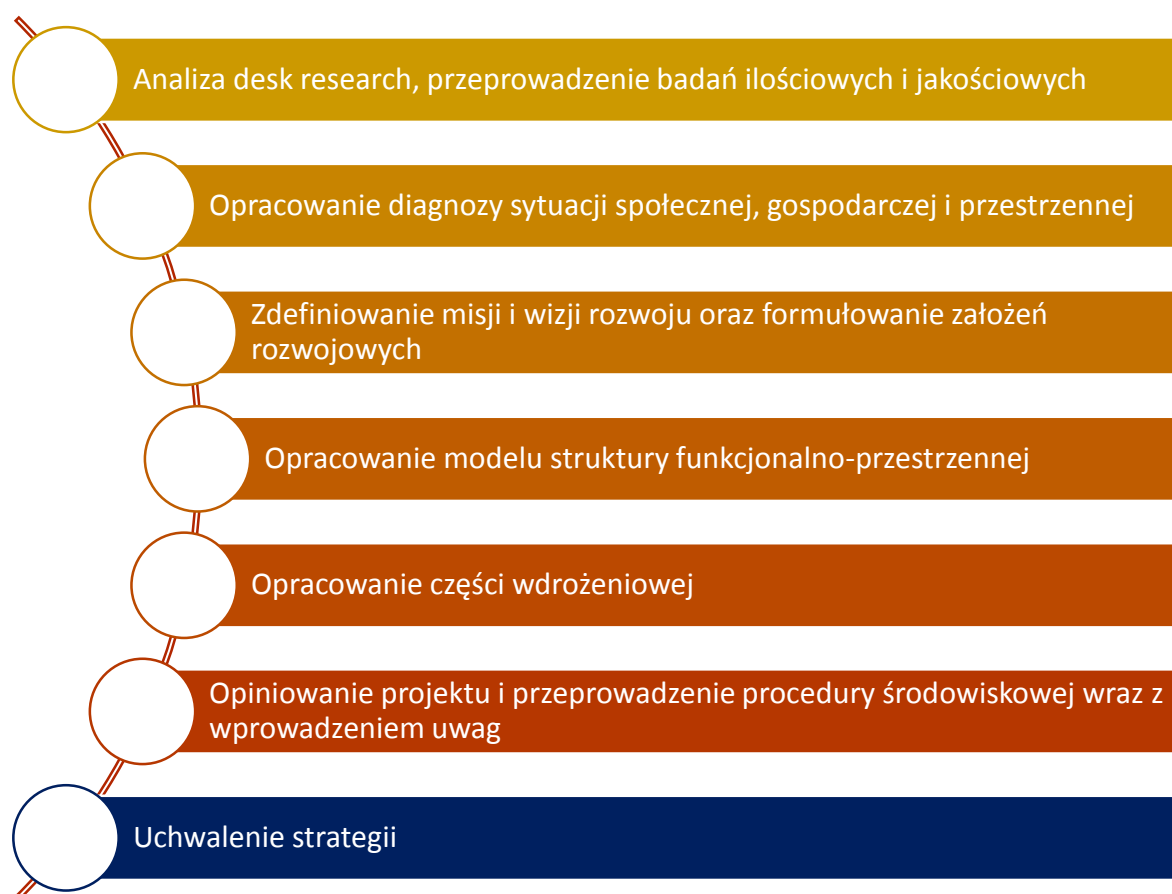 Analiza desk research, przeprowadzenie badań ilościowych i jakościowych
Opracowanie diagnozy sytuacji społecznej, gospodarczej i przestrzennej
Zdefiniowanie misji i wizji rozwoju oraz formułowanie założeń
rozwojowych
Opracowanie modelu struktury funkcjonalno-przestrzennej
Opracowanie części wdrożeniowej
Opiniowanie projektu i przeprowadzenie procedury środowiskowej wraz z
wprowadzeniem uwag
Uchwalenie strategii